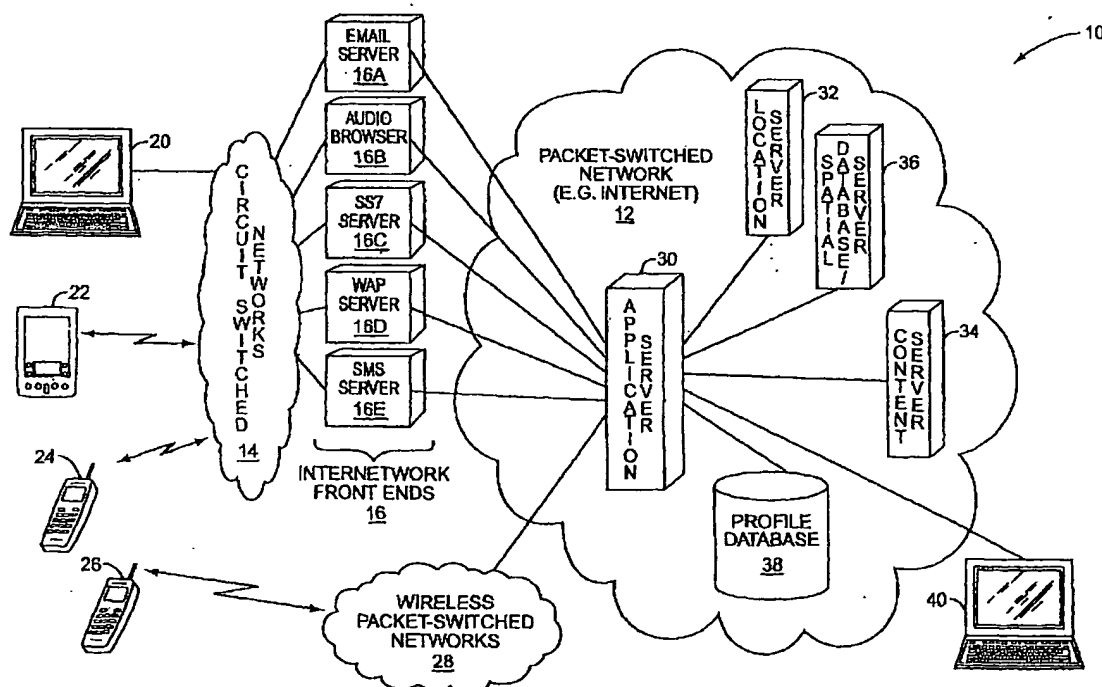 10
EMAIL
SERVER
16A
AUDIO
BROWSER
16B
SS7
SERVER
16C
WAP
SERVER
16D
SMS
SERVER
16E
INTERNETWORK
FRONT ENDS
16
20
22
24
26
CIRCUIT SWITCHED
NETWORKS
14
PACKET-SWITCHED
NETWORK
(E.G. INTERNET)
12
30
APPLICATION
SERVER
32
LOCATION
SERVER
36
SPATIAL
DATABASE/
SERVER
34
CONTENT
SERVER
PROFILE
DATABASE
38
40
WIRELESS
PACKET-SWITCHED
NETWORKS
28